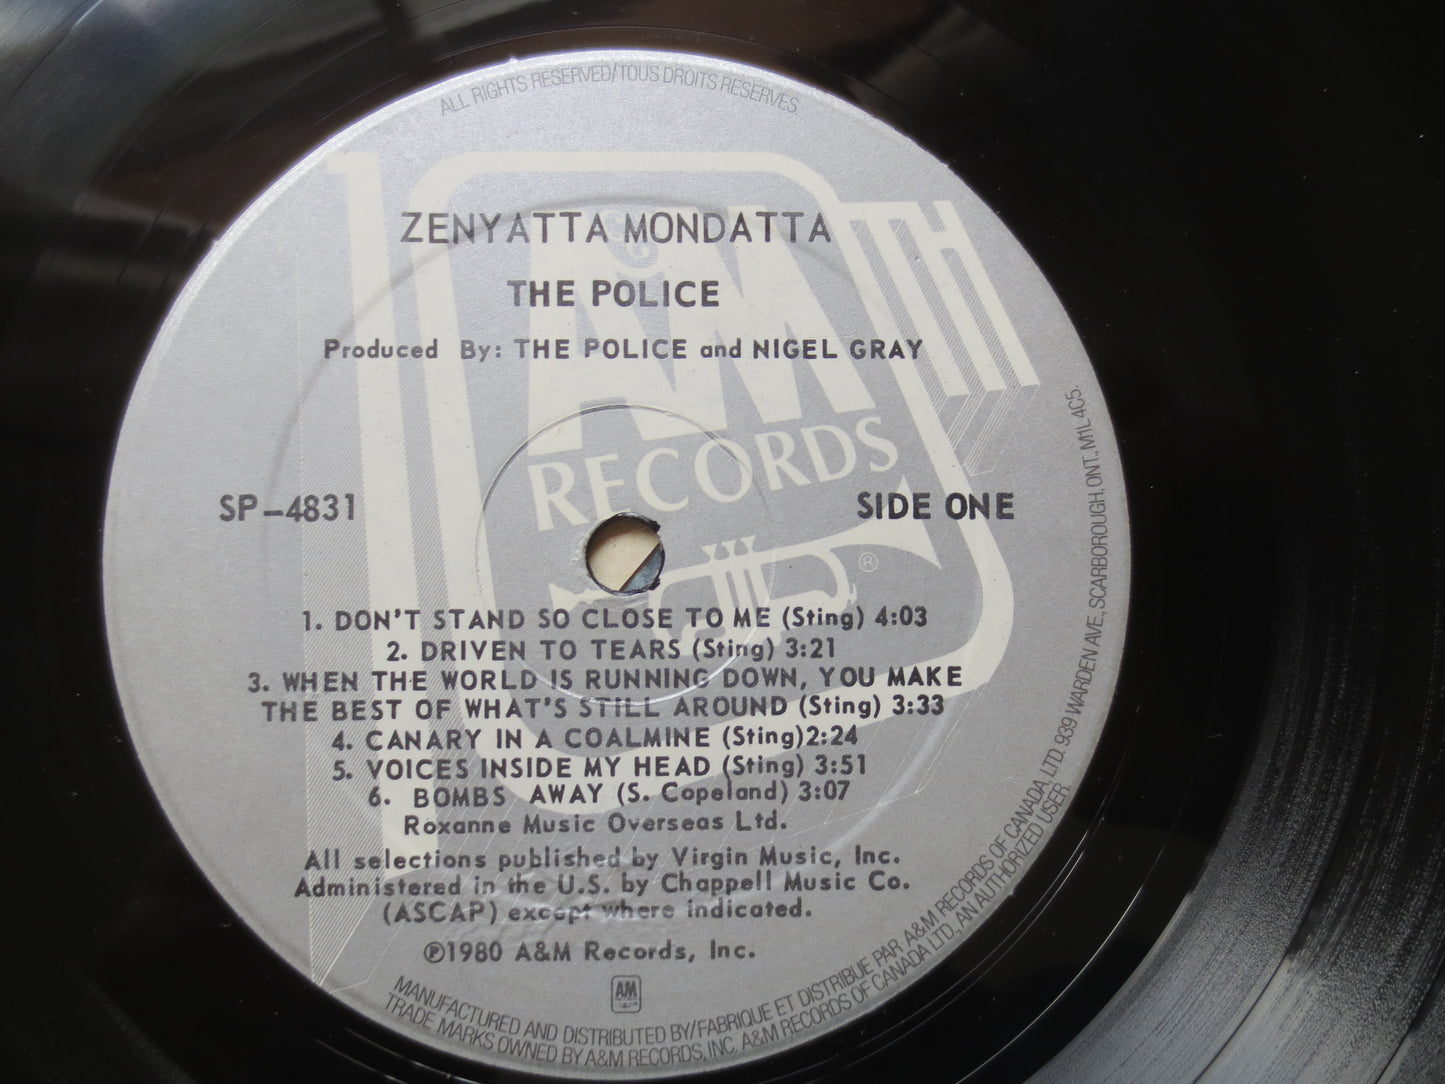 ALL RIGHTS RESERVED/TOUS DROITS RESERVES.
ZENYATTA MONDATTA
THE POLICE
Produced By: THE POLICE and NIGEL GRAY
A&M
10TH
RECORDS
SP-4831
SIDE ONE
®
1. DON'T STAND SO CLOSE TO ME (Sting) 4:03
2. DRIVEN TO TEARS (Sting) 3:21
3. WHEN THE WORLD IS RUNNING DOWN, YOU MAKE
THE BEST OF WHAT'S STILL AROUND (Sting) 3:33
4. CANARY IN A COALMINE (Sting)2:24
5. VOICES INSIDE MY HEAD (Sting) 3:51
6. BOMBS AWAY (S. Copeland) 3:07
Roxanne Music Overseas Ltd.
All selections published by Virgin Music, Inc.
Administered in the U.S. by Chappell Music Co.
(ASCAP) except where indicated.
℗1980 A&M Records, Inc.
AM
MANUFACTURED AND DISTRIBUTED BY/FABRIQUE ET DISTRIBUE PAR A&M RECORDS OF CANADA LTD. 939 WARDEN AVE., SCARBOROUGH, ONT., M1L 4C5.
TRADE MARKS OWNED BY A&M RECORDS, INC. A&M RECORDS OF CANADA LTD., AN AUTHORIZED USER.